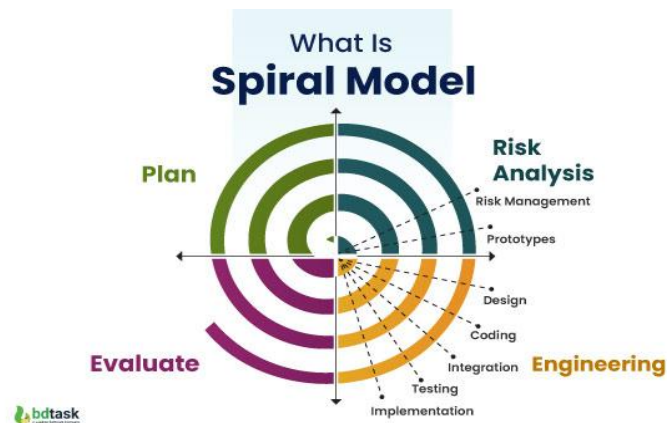 What Is
Spiral Model
Plan
Risk
Analysis
Risk Management
Prototypes
Design
Coding
Integration
Testing
Implementation
Engineering
Evaluate
bdtask